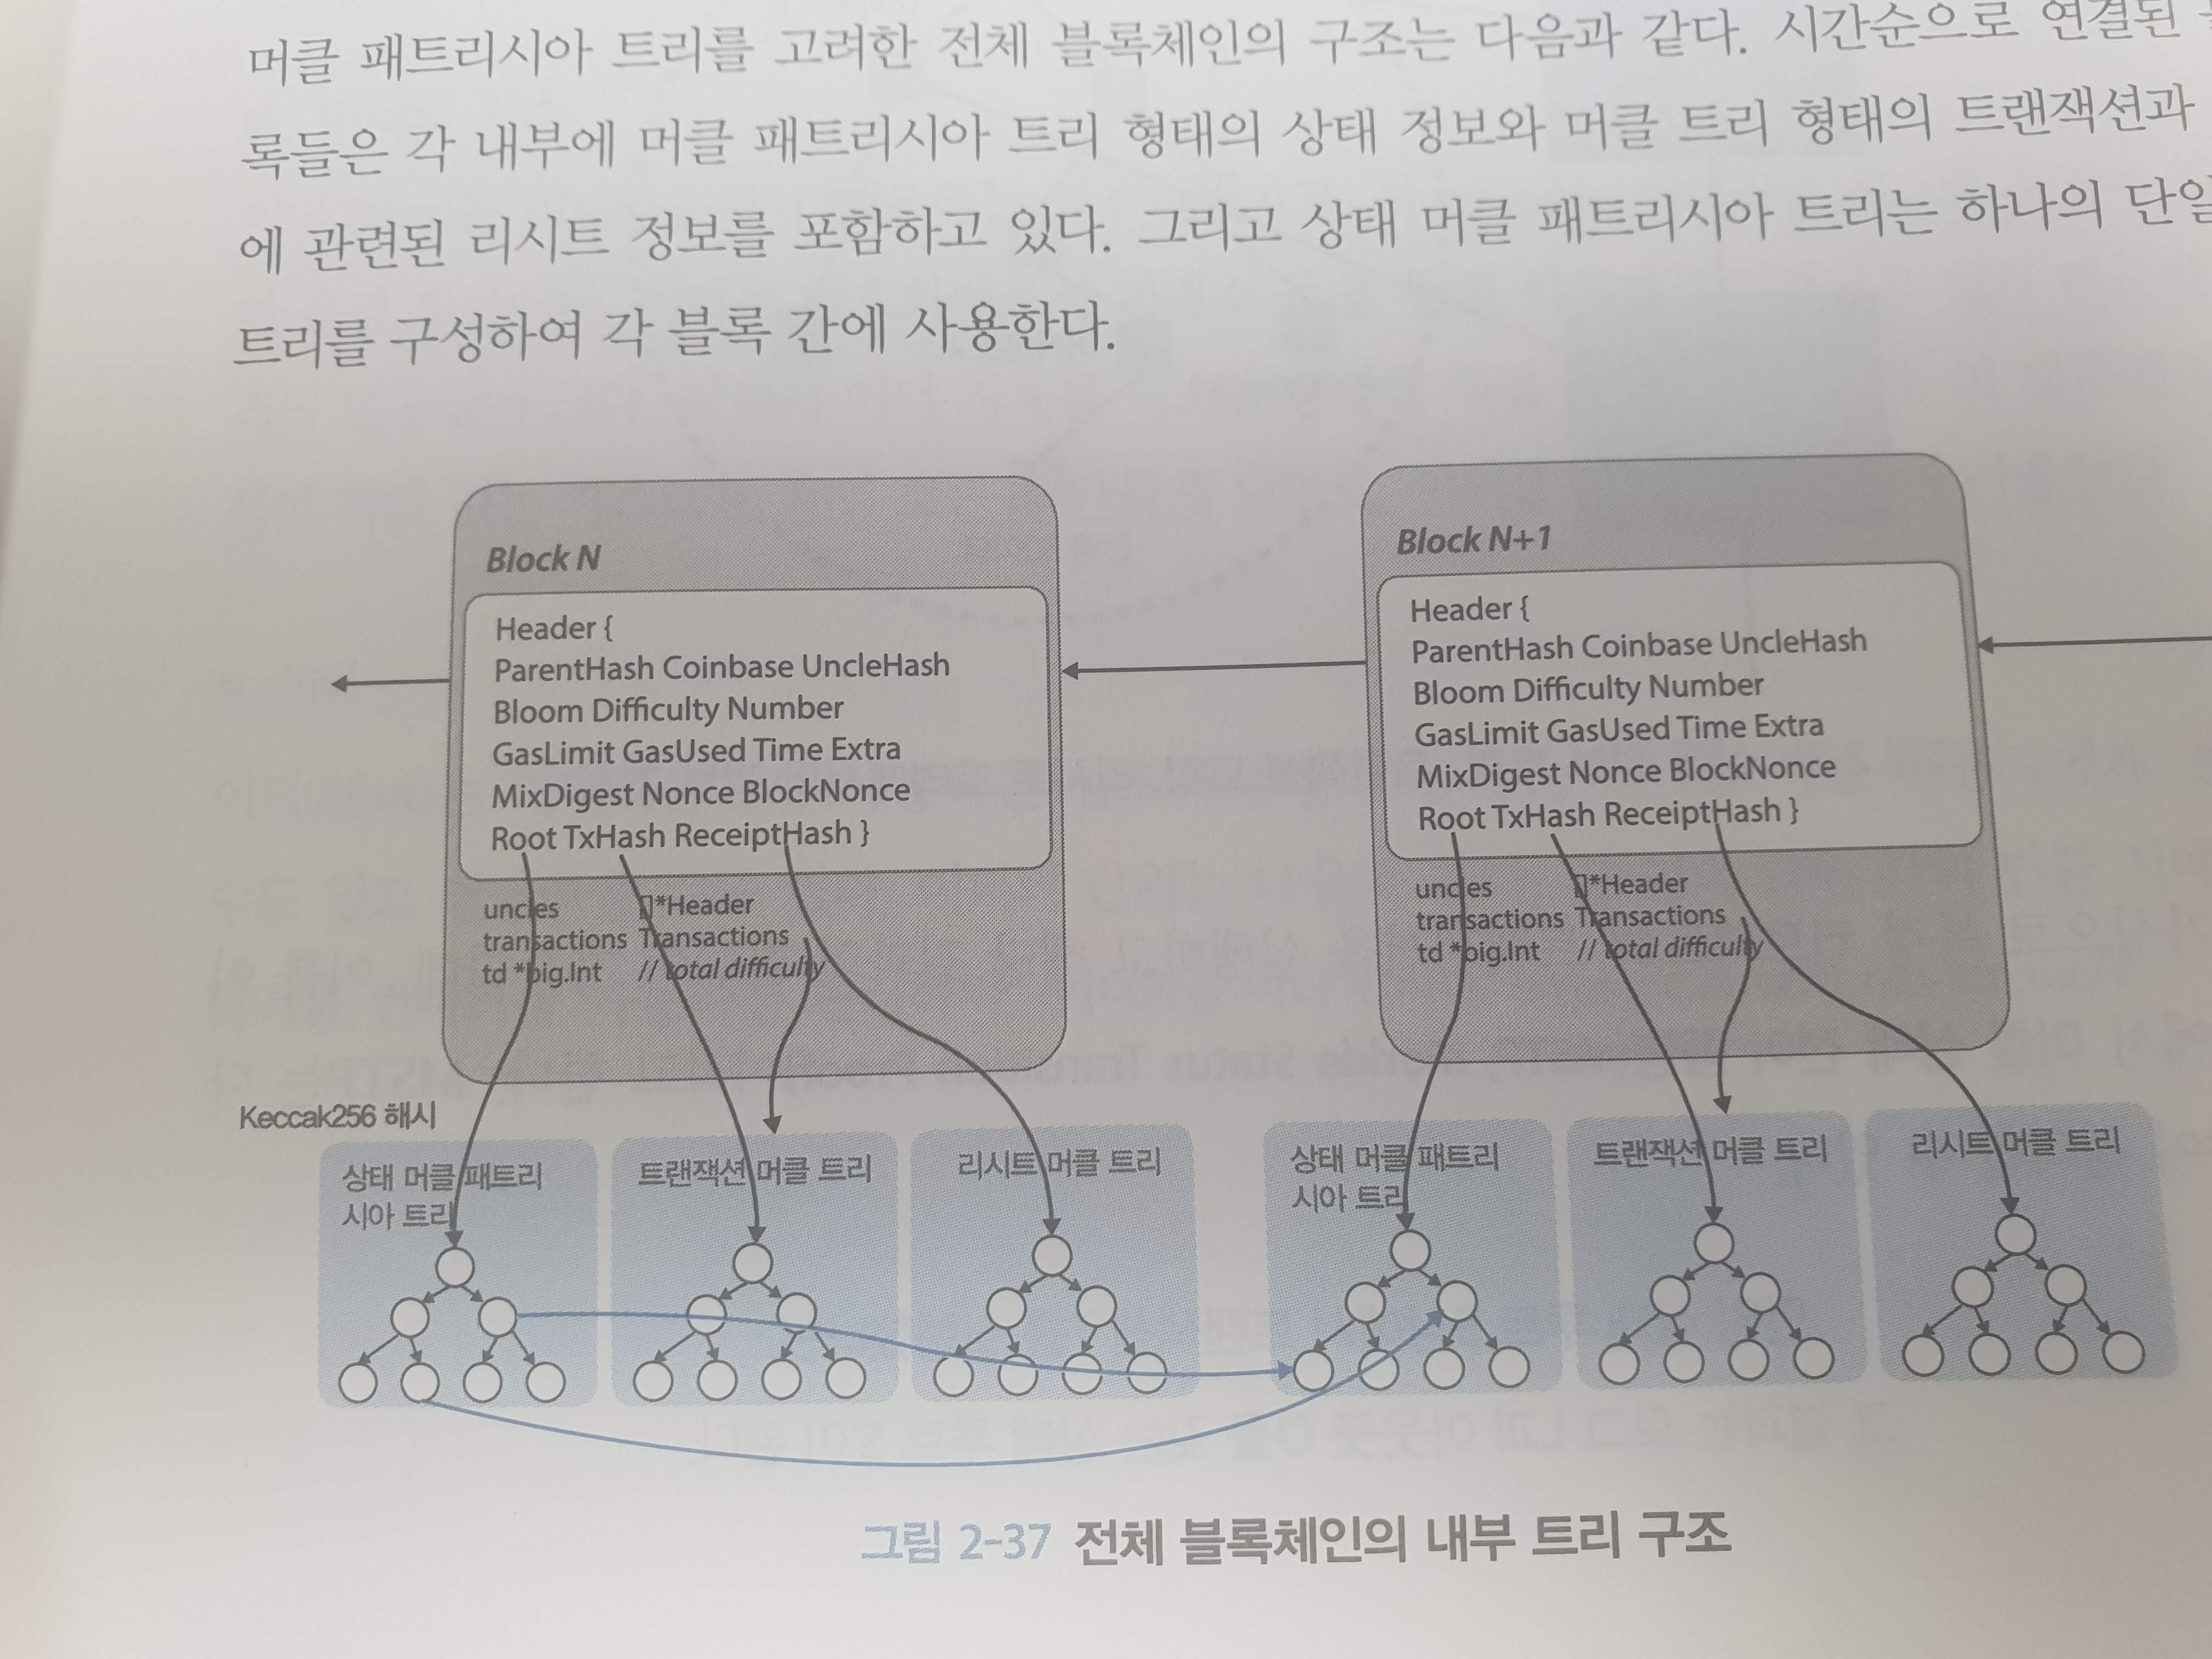 머클 패트리시아 트리를 고려한 전체 블록체인의 구조는 다음과 같다. 시간순으로 연결된
록들은 각 내부에 머클 패트리시아 트리 형태의 상태 정보와 머클 트리 형태의 트랜잭션과
에 관련된 리시트 정보를 포함하고 있다. 그리고 상태 머클 패트리시아 트리는 하나의 단일
트리를 구성하여 각 블록 간에 사용한다.
Block N
Header {
ParentHash Coinbase UncleHash
Bloom Difficulty Number
GasLimit GasUsed Time Extra
MixDigest Nonce BlockNonce
Root TxHash ReceiptHash }
uncles []*Header
transactions Transactions
td *big.Int // total difficulty
Block N+1
Header {
ParentHash Coinbase UncleHash
Bloom Difficulty Number
GasLimit GasUsed Time Extra
MixDigest Nonce BlockNonce
Root TxHash ReceiptHash }
uncles []*Header
transactions Transactions
td *big.Int // total difficulty
Keccak256 해시
상태 머클 패트리
시아 트리
트랜잭션 머클 트리
리시트 머클 트리
상태 머클 패트리
시아 트리
트랜잭션 머클 트리
리시트 머클 트리
그림 2-37 전체 블록체인의 내부 트리 구조